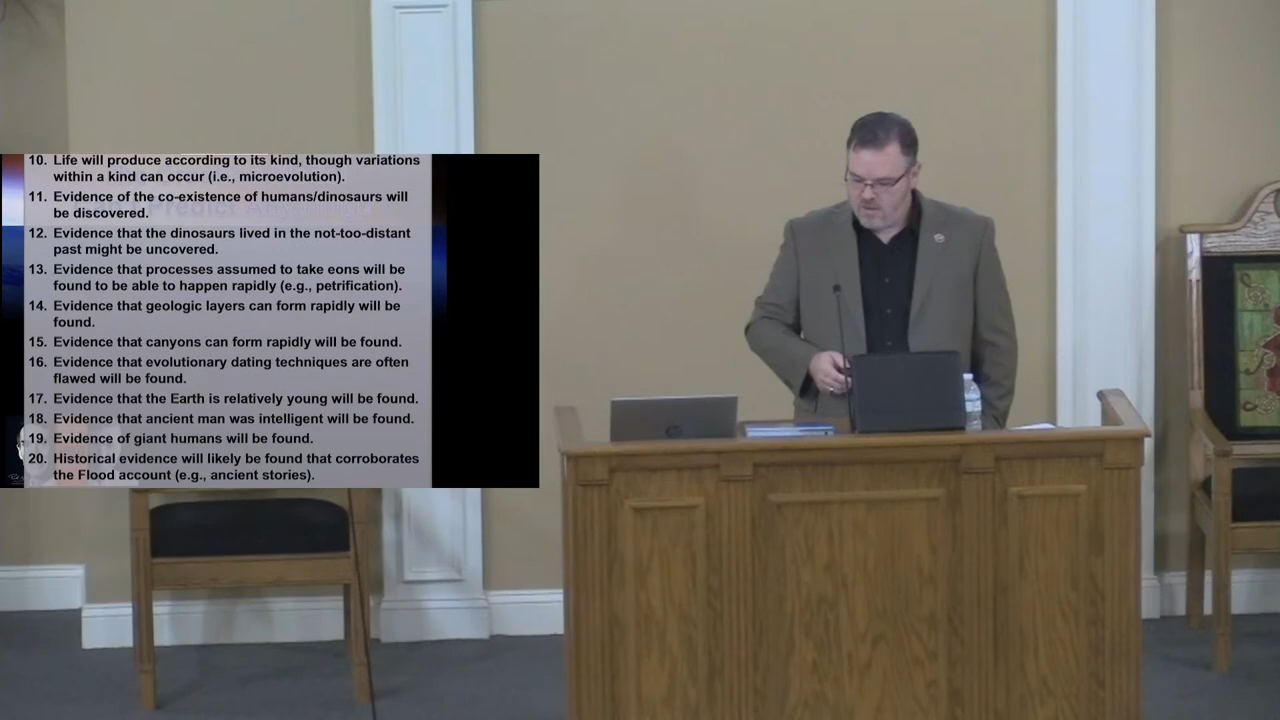 10. Life will produce according to its kind, though variations
within a kind can occur (i.e., microevolution).
11. Evidence of the co-existence of humans/dinosaurs will
be discovered.
12. Evidence that the dinosaurs lived in the not-too-distant
past might be uncovered.
13. Evidence that processes assumed to take eons will be
found to be able to happen rapidly (e.g., petrification).
14. Evidence that geologic layers can form rapidly will be
found.
15. Evidence that canyons can form rapidly will be found.
16. Evidence that evolutionary dating techniques are often
flawed will be found.
17. Evidence that the Earth is relatively young will be found.
18. Evidence that ancient man was intelligent will be found.
19. Evidence of giant humans will be found.
20. Historical evidence will likely be found that corroborates
the Flood account (e.g., ancient stories).